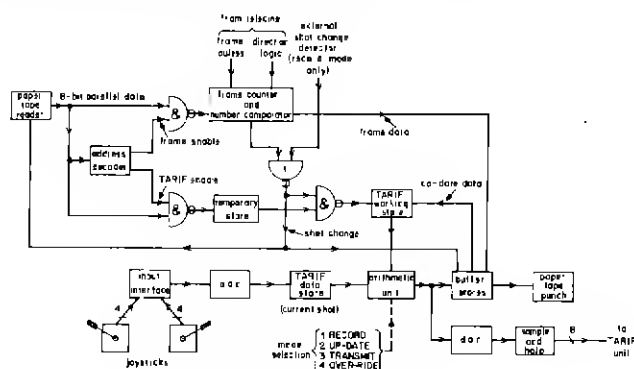 from telecine
frame pulses
director logic
external shot change detector (record mode only)
paper tape reader
8-bit parallel data
&
frame counter and number comparator
frame enable
frame data
address decoder
TARIF enable
&
temporary store
1
&
TARIF working store
up-date data
shot change
input interface
a d c
TARIF data store
(current shot)
arithmetic unit
buffer stores
paper tape punch
4
4
joysticks
mode selection
1 RECORD
2 UP-DATE
3 TRANSMIT
4 OVER-RIDE
d a c
sample and hold
8
to TARIF unit